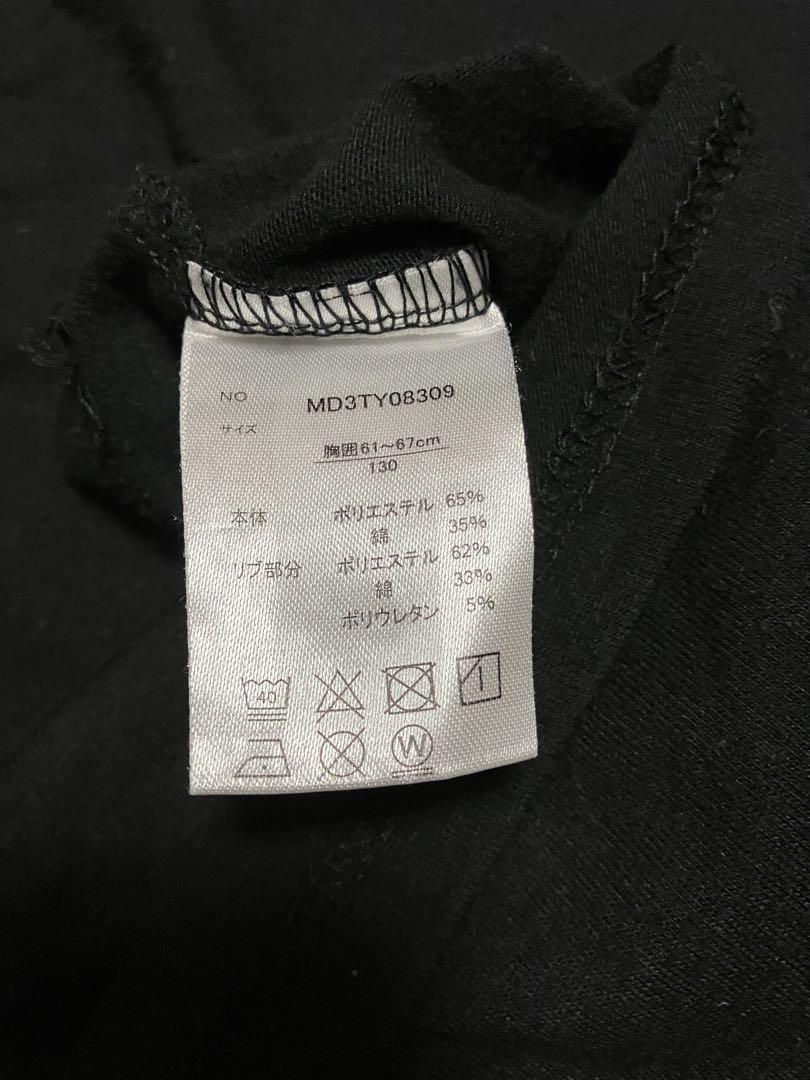 NO MD3TY08309
サイズ
胸囲61～67cm
130
本体 ポリエステル 65%
綿 35%
リブ部分 ポリエステル 62%
綿 33%
ポリウレタン 5%
40
W